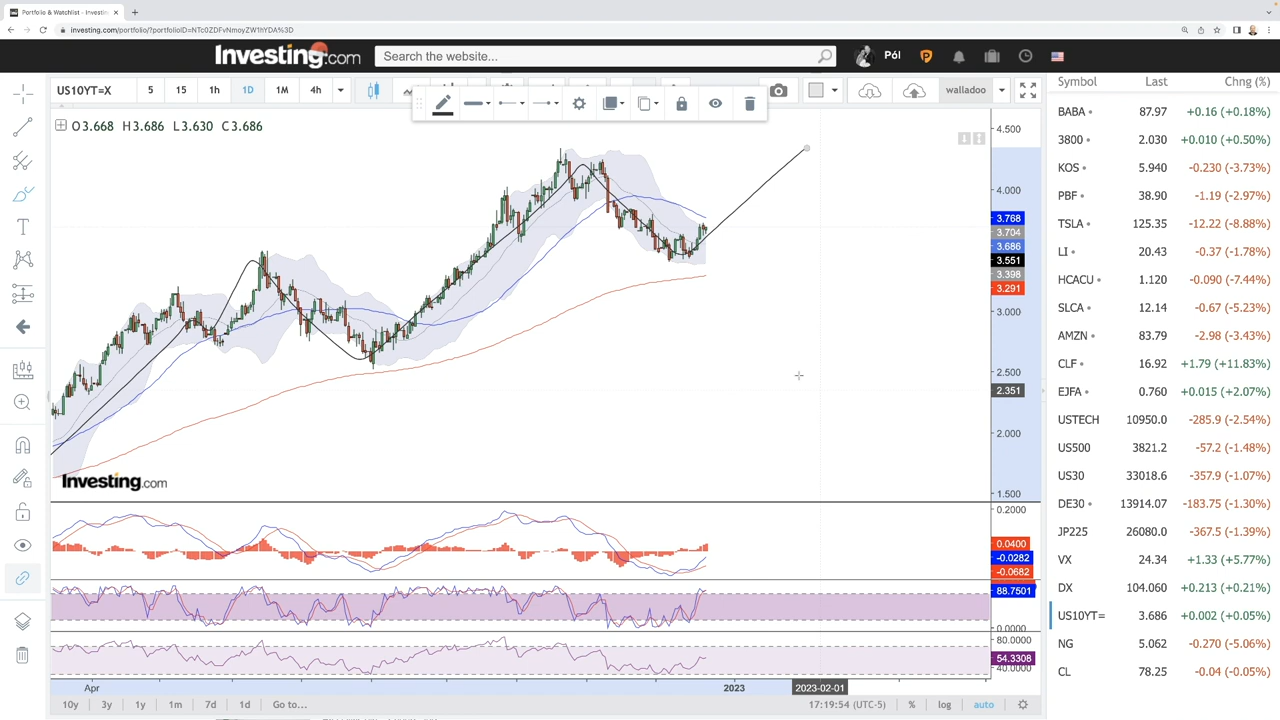 Portfolio & Watchlist - Investin
investing.com/portfolio/?portfolioID=NTc0ZDFvNmoyZW1hYDA%3D
Investing.com
Search the website...
Pól
US10YT=X
5
15
1h
1D
1M
4h
walladoo
O3.668 H3.686 L3.630 C3.686
4.500
4.000
3.768
3.704
3.686
3.551
3.398
3.291
3.000
2.500
2.351
2.000
1.500
Investing.com
0.2000
0.0400
-0.0282
-0.0682
88.7501
0.0000
80.0000
54.3308
40.0000
Apr
2023
2023-02-01
10y 3y 1y 1m 7d 1d Go to...
17:19:54 (UTC-5) % log auto
Symbol Last Chng (%)
BABA 87.97 +0.16 (+0.18%)
3800 2.030 +0.010 (+0.50%)
KOS 5.940 -0.230 (-3.73%)
PBF 38.90 -1.19 (-2.97%)
TSLA 125.35 -12.22 (-8.88%)
LI 20.43 -0.37 (-1.78%)
HCACU 1.120 -0.090 (-7.44%)
SLCA 12.14 -0.67 (-5.23%)
AMZN 83.79 -2.98 (-3.43%)
CLF 16.92 +1.79 (+11.83%)
EJFA 0.760 +0.015 (+2.07%)
USTECH 10950.0 -285.9 (-2.54%)
US500 3821.2 -57.2 (-1.48%)
US30 33018.6 -357.9 (-1.07%)
DE30 13914.07 -183.75 (-1.30%)
JP225 26080.0 -367.5 (-1.39%)
VX 24.34 +1.33 (+5.77%)
DX 104.060 +0.213 (+0.21%)
US10YT= 3.686 +0.002 (+0.05%)
NG 5.062 -0.270 (-5.06%)
CL 78.25 -0.04 (-0.05%)